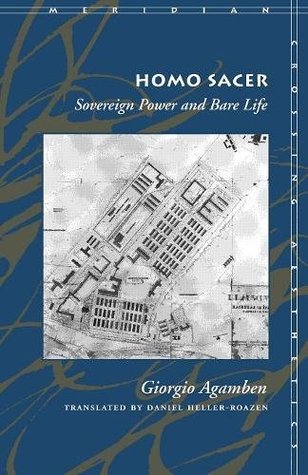 MERIDIAN
CROSSING AESTHETICS
HOMO SACER
Sovereign Power and Bare Life
Giorgio Agamben
TRANSLATED BY DANIEL HELLER-ROAZEN